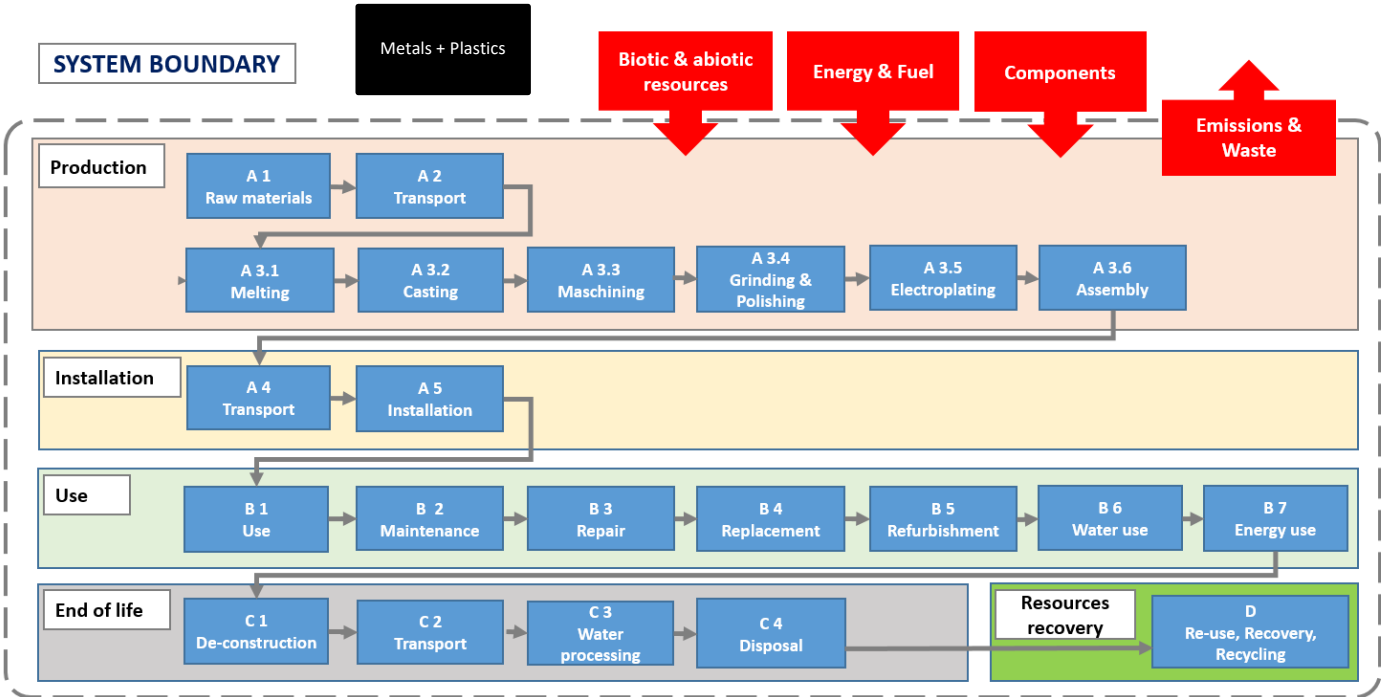 SYSTEM BOUNDARY
Metals + Plastics
Biotic & abiotic
resources
Energy & Fuel
Components
Emissions &
Waste
Production
A 1
Raw materials
A 2
Transport
A 3.1
Melting
A 3.2
Casting
A 3.3
Maschining
A 3.4
Grinding &
Polishing
A 3.5
Electroplating
A 3.6
Assembly
Installation
A 4
Transport
A 5
Installation
Use
B 1
Use
B 2
Maintenance
B 3
Repair
B 4
Replacement
B 5
Refurbishment
B 6
Water use
B 7
Energy use
End of life
C 1
De-construction
C 2
Transport
C 3
Water
processing
C 4
Disposal
Resources
recovery
D
Re-use, Recovery,
Recycling